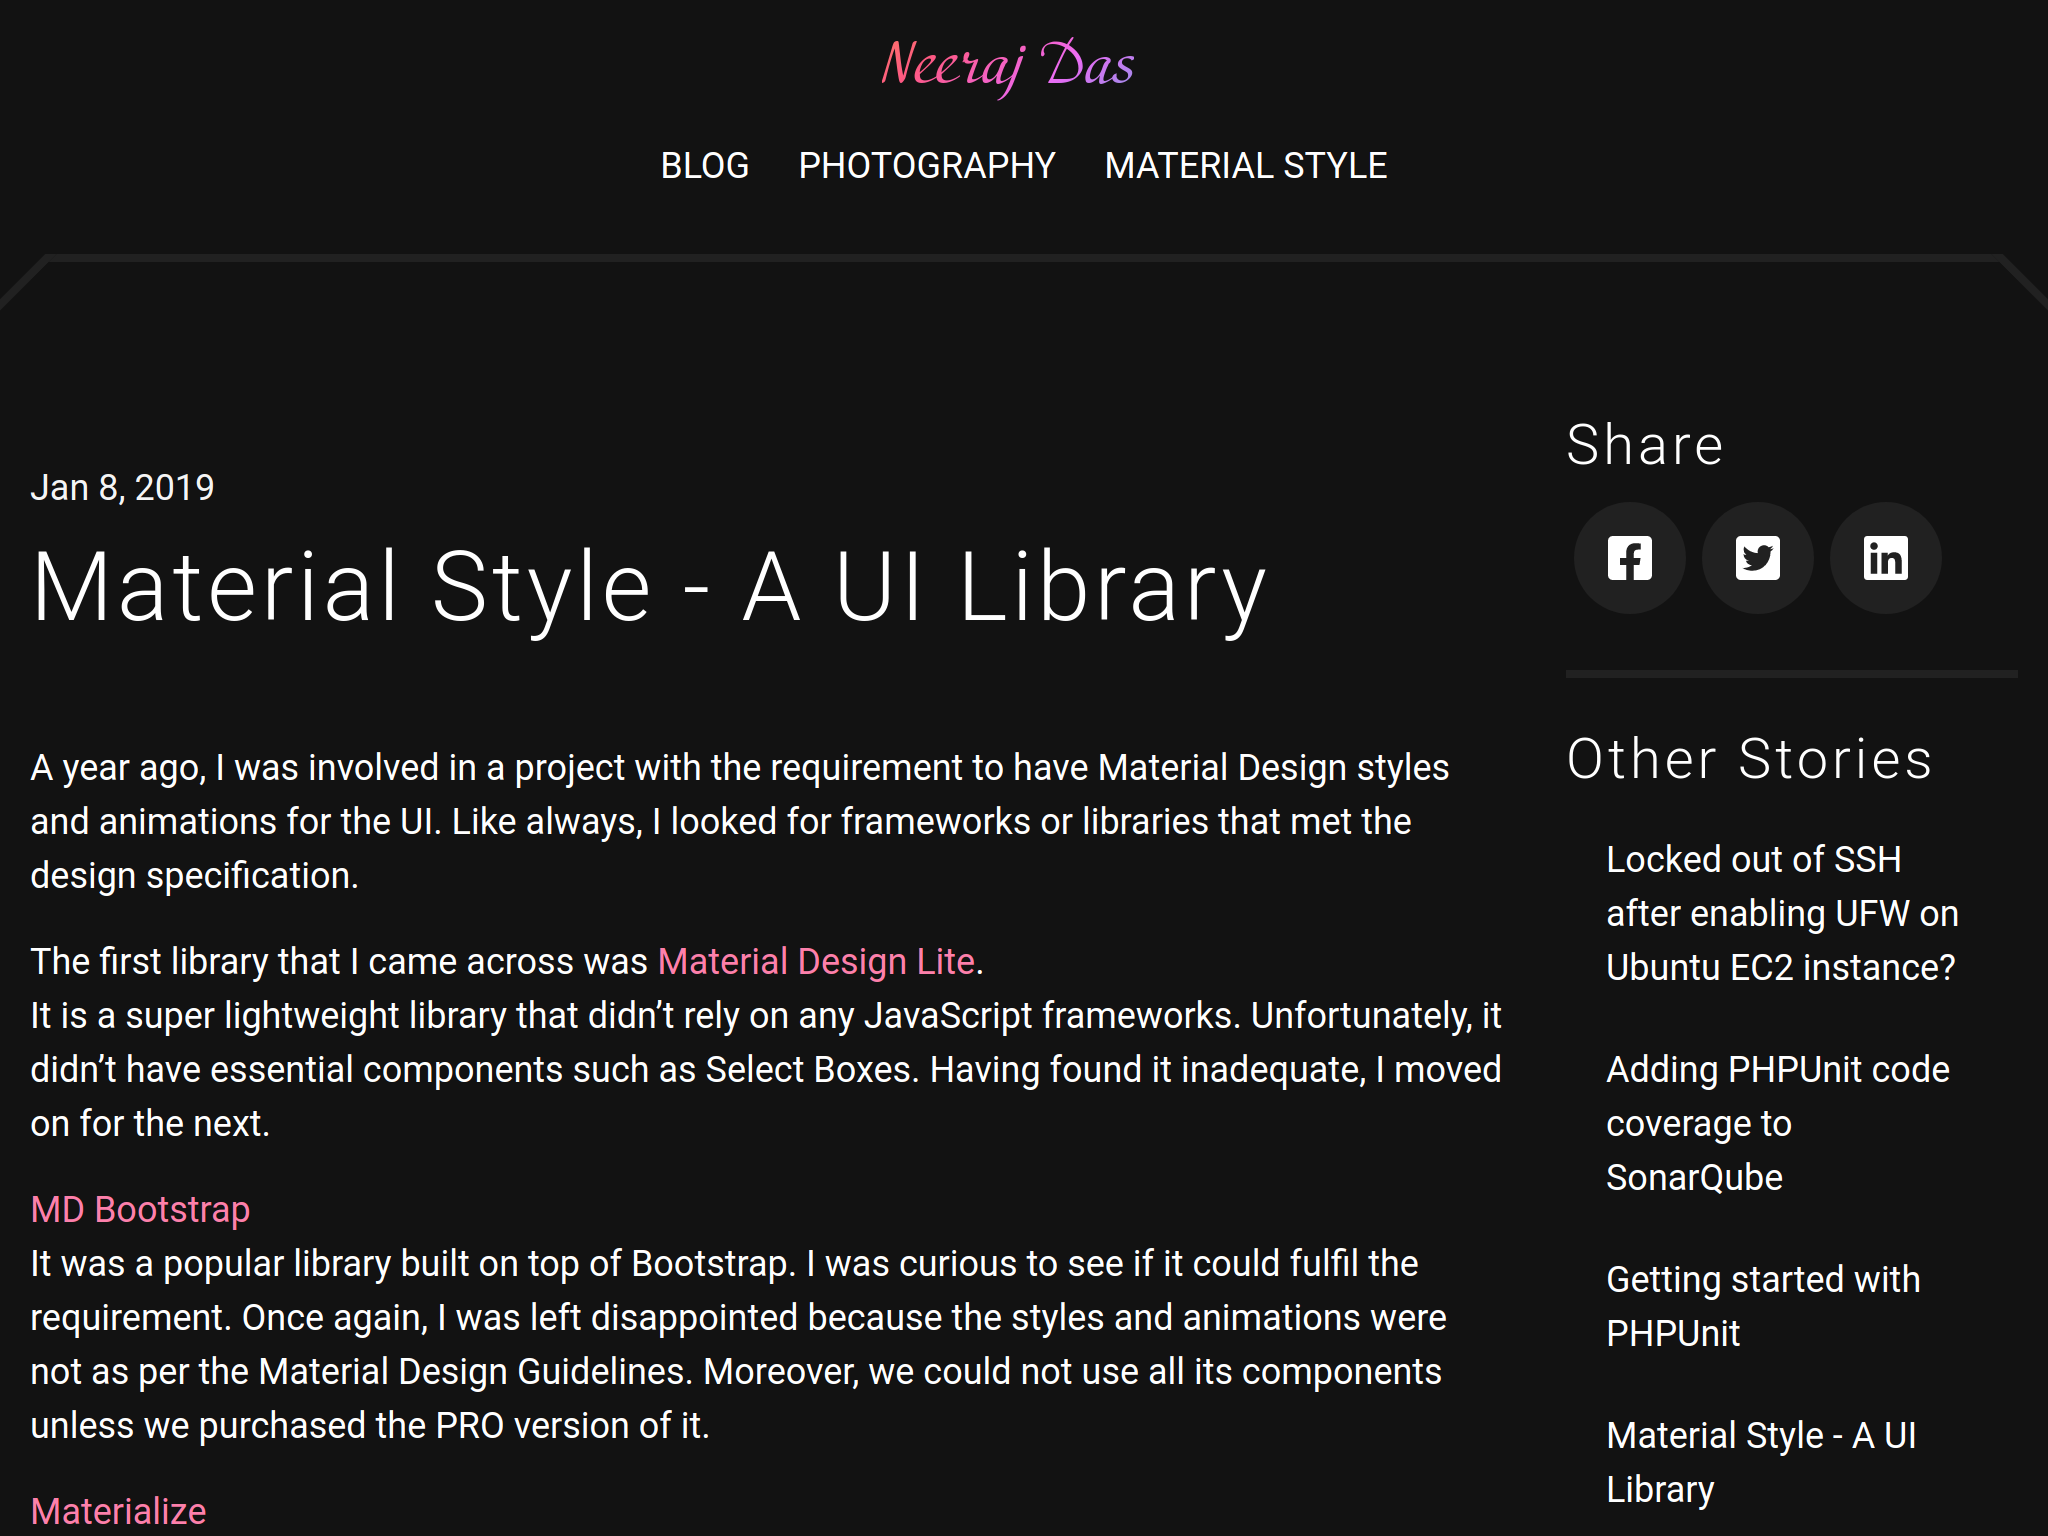 Neeraj Das
BLOG PHOTOGRAPHY MATERIAL STYLE
Jan 8, 2019
Material Style - A UI Library
A year ago, I was involved in a project with the requirement to have Material Design styles
and animations for the UI. Like always, I looked for frameworks or libraries that met the
design specification.
The first library that I came across was Material Design Lite.
It is a super lightweight library that didn’t rely on any JavaScript frameworks. Unfortunately, it
didn’t have essential components such as Select Boxes. Having found it inadequate, I moved
on for the next.
MD Bootstrap
It was a popular library built on top of Bootstrap. I was curious to see if it could fulfil the
requirement. Once again, I was left disappointed because the styles and animations were
not as per the Material Design Guidelines. Moreover, we could not use all its components
unless we purchased the PRO version of it.
Materialize
Share
Other Stories
Locked out of SSH
after enabling UFW on
Ubuntu EC2 instance?
Adding PHPUnit code
coverage to
SonarQube
Getting started with
PHPUnit
Material Style - A UI
Library